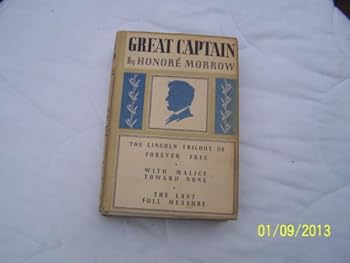 GREAT CAPTAIN
By HONORÉ MORROW
THE LINCOLN TRILOGY OF
FOREVER FREE
WITH MALICE
TOWARD NONE
THE LAST
FULL MEASURE
01/09/2013